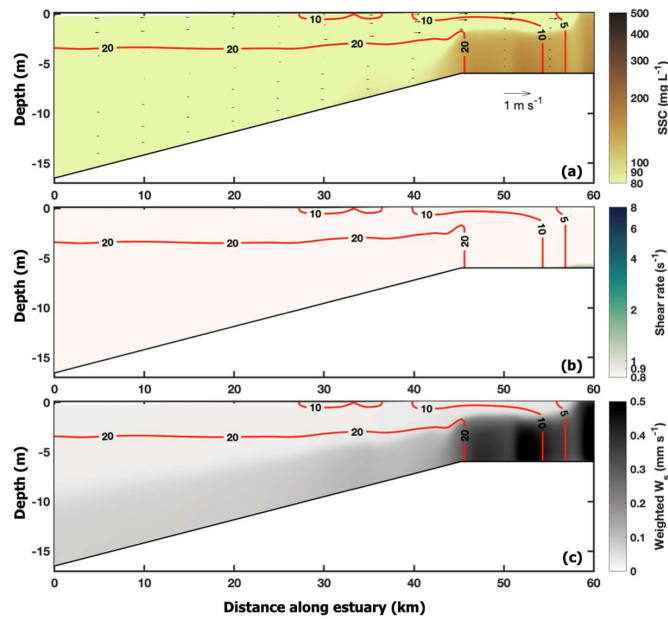 10 10 5
20 20 20 20 10
0
-5
-10
-15
Depth (m)
1 m s⁻¹
(a)
0 10 20 30 40 50 60
500
400
300
200
100
90
80
SSC (mg L⁻¹)
10 10 5
20 20 20 20 10
0
-5
-10
-15
Depth (m)
(b)
0 10 20 30 40 50 60
8
6
4
2
1
0.9
0.8
Shear rate (s⁻¹)
10 10 5
20 20 20 20 10
0
-5
-10
-15
Depth (m)
(c)
0 10 20 30 40 50 60
0.5
0.4
0.3
0.2
0.1
0
Weighted Wₛ (mm s⁻¹)
Distance along estuary (km)